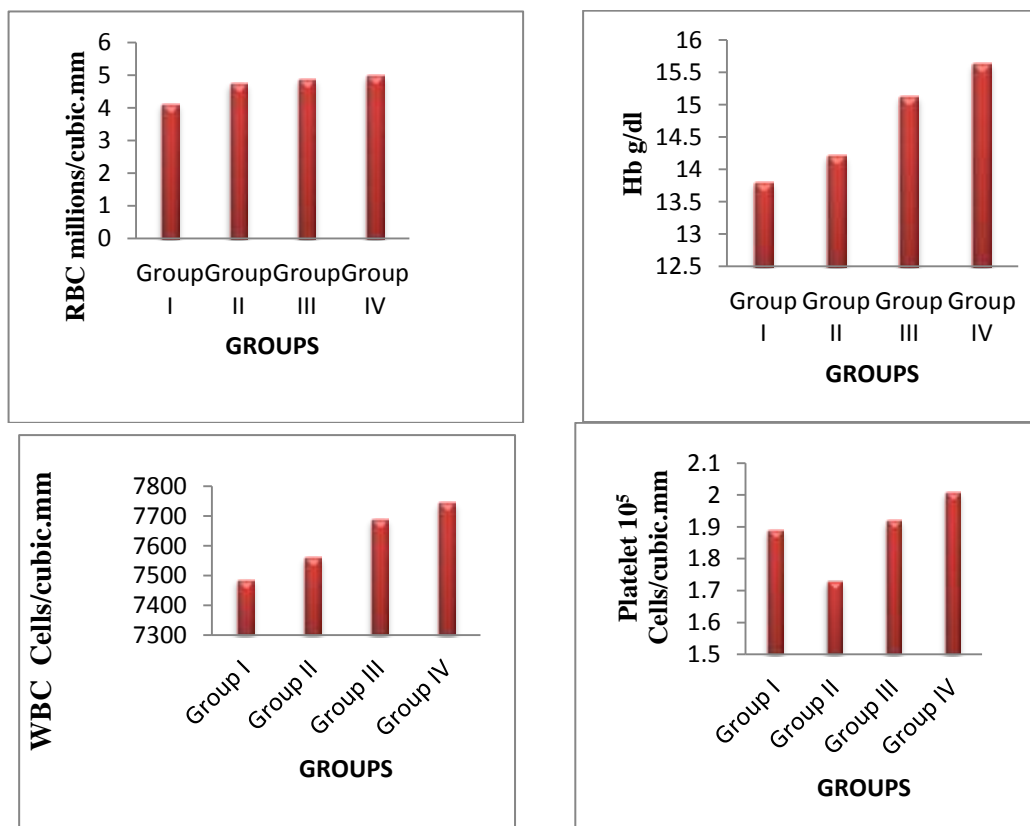 RBC millions/cubic.mm
6
5
4
3
2
1
0
Group Group Group Group
I II III IV
GROUPS
Hb g/dl
16
15.5
15
14.5
14
13.5
13
12.5
Group Group Group Group
I II III IV
GROUPS
WBC Cells/cubic.mm
7800
7700
7600
7500
7400
7300
Group I Group II Group III Group IV
GROUPS
Platelet 10⁵
Cells/cubic.mm
2.1
2
1.9
1.8
1.7
1.6
1.5
Group I Group II Group III Group IV
GROUPS